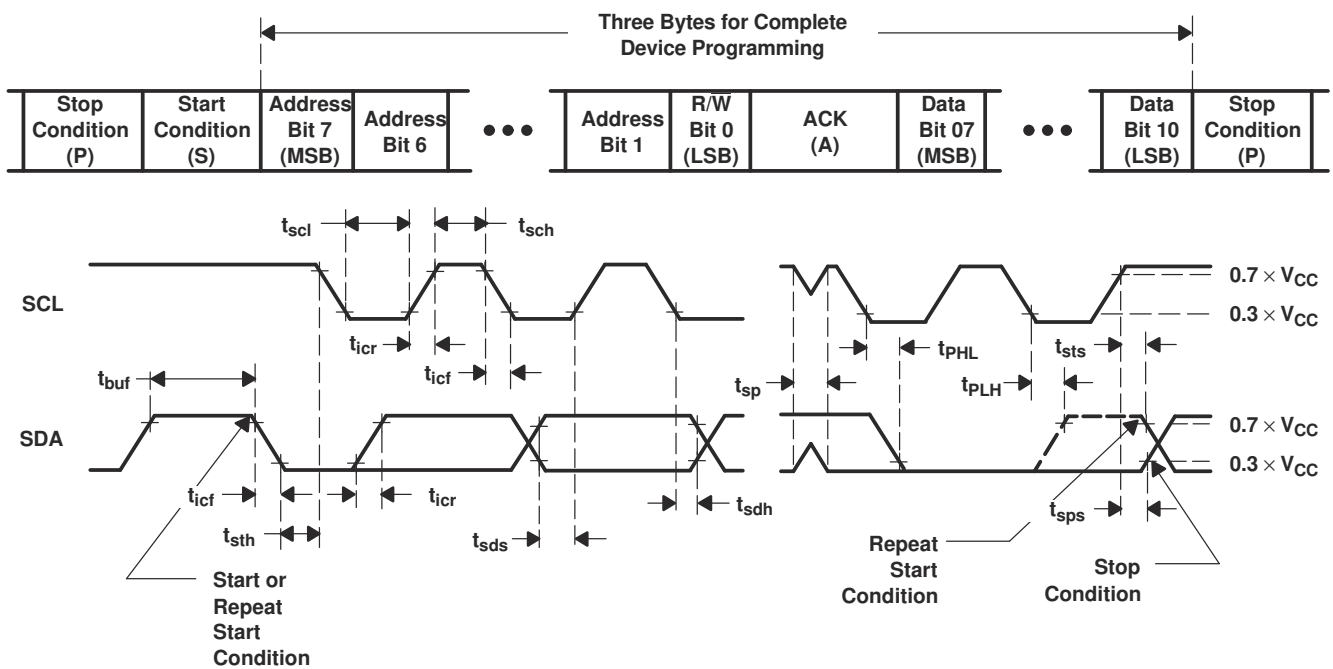 Three Bytes for Complete
Device Programming
Stop
Condition
(P)
Start
Condition
(S)
Address
Bit 7
(MSB)
Address
Bit 6
•••
Address
Bit 1
R/W̅
Bit 0
(LSB)
ACK
(A)
Data
Bit 07
(MSB)
•••
Data
Bit 10
(LSB)
Stop
Condition
(P)
tscl
tsch
SCL
0.7 × VCC
0.3 × VCC
ticr
tPHL
tsts
tbuf
ticf
tsp
tPLH
SDA
0.7 × VCC
0.3 × VCC
ticf
ticr
tsdh
tsps
tsth
tsds
Start or
Repeat
Start
Condition
Repeat
Start
Condition
Stop
Condition